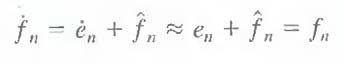 ḟₙ = ėₙ + f̂ₙ ≈ eₙ + f̂ₙ = fₙ